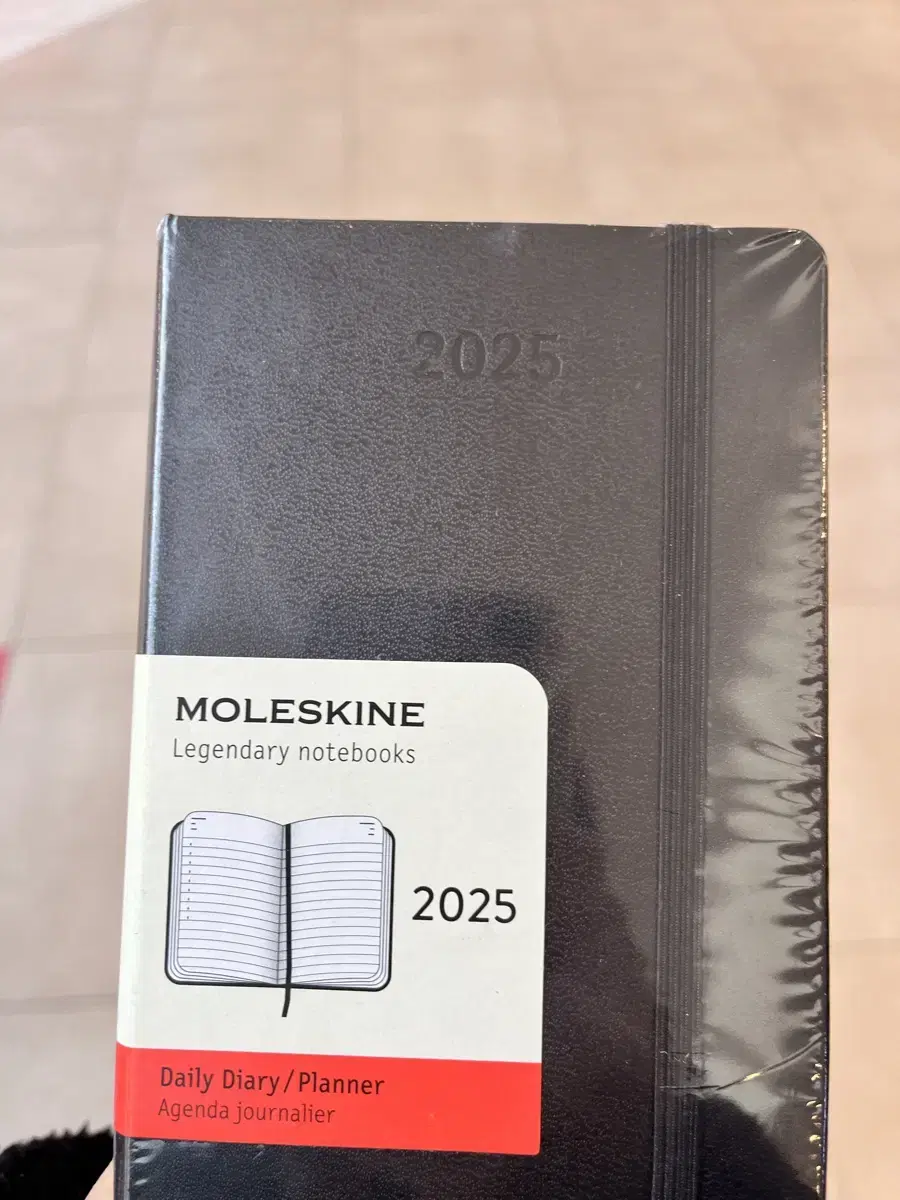 2025
MOLESKINE
Legendary notebooks
2025
Daily Diary/Planner
Agenda journalier